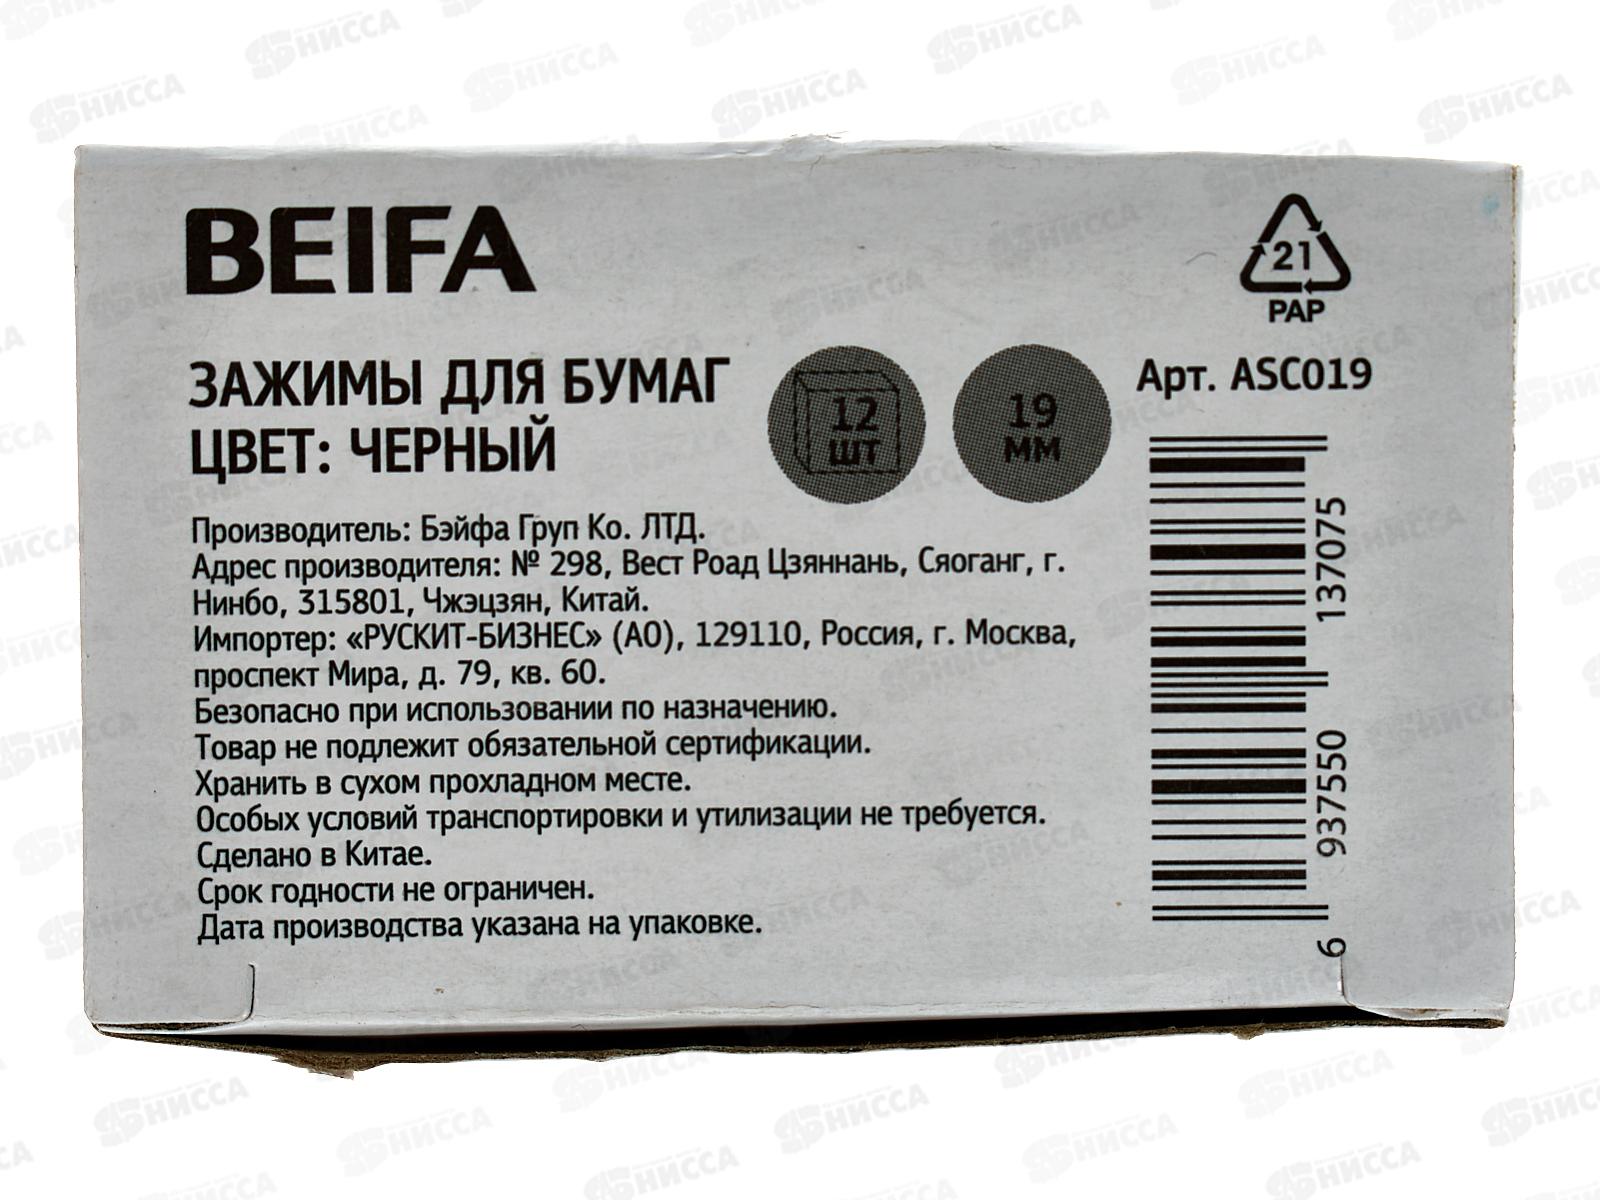 BEIFA
21
PAP
ЗАЖИМЫ ДЛЯ БУМАГ
ЦВЕТ: ЧЕРНЫЙ
12
ШТ
19
ММ
Арт. ASC019
Производитель: Бэйфа Груп Ко. ЛТД.
Адрес производителя: № 298, Вест Роад Цзяннань, Сяоганг, г.
Нинбо, 315801, Чжэцзян, Китай.
Импортер: «РУСКИТ-БИЗНЕС» (АО), 129110, Россия, г. Москва,
проспект Мира, д. 79, кв. 60.
Безопасно при использовании по назначению.
Товар не подлежит обязательной сертификации.
Хранить в сухом прохладном месте.
Особых условий транспортировки и утилизации не требуется.
Сделано в Китае.
Срок годности не ограничен.
Дата производства указана на упаковке.
6 937550 137075